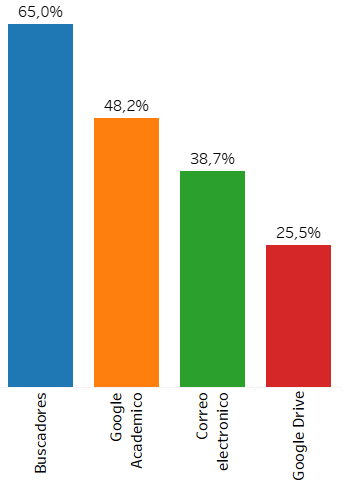 65,0%
48,2%
38,7%
25,5%
Buscadores
Google
Academico
Correo
electronico
Google Drive